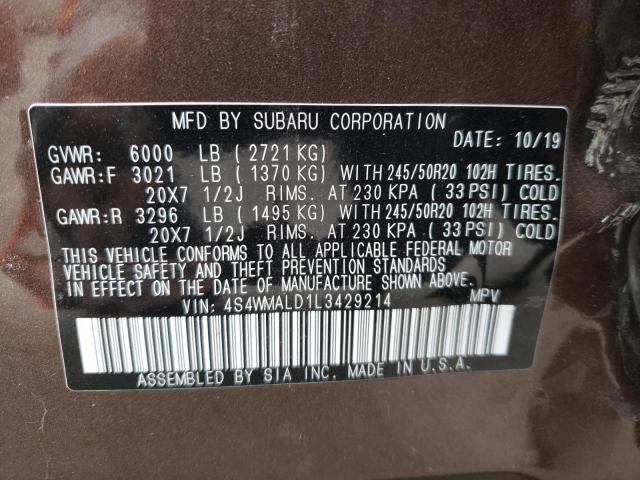 MFD BY SUBARU CORPORATION
DATE: 10/19
GVWR: 6000 LB ( 2721 KG)
GAWR:F 3021 LB ( 1370 KG) WITH 245/50R20 102H TIRES.
20X7 1/2J RIMS. AT 230 KPA ( 33 PSI) COLD
GAWR:R 3296 LB ( 1495 KG) WITH 245/50R20 102H TIRES.
20X7 1/2J RIMS. AT 230 KPA ( 33 PSI) COLD
THIS VEHICLE CONFORMS TO ALL APPLICABLE FEDERAL MOTOR
VEHICLE SAFETY AND THEFT PREVENTION STANDARDS
IN EFFECT ON THE DATE OF MANUFACTURE SHOWN ABOVE.
VIN: 4S4WMALD1L3429214 MPV
ASSEMBLED BY SIA INC. MADE IN U.S.A.